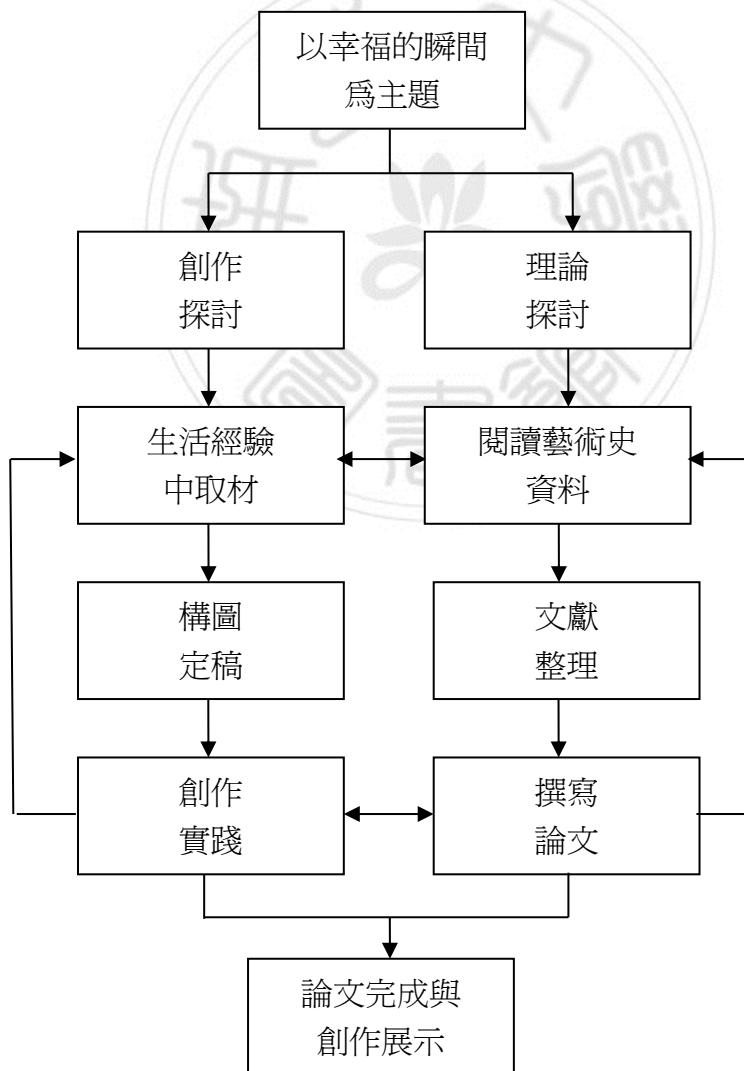 以幸福的瞬間
爲主題
創作
探討
理論
探討
生活經驗
中取材
閱讀藝術史
資料
構圖
定稿
文獻
整理
創作
實踐
撰寫
論文
論文完成與
創作展示